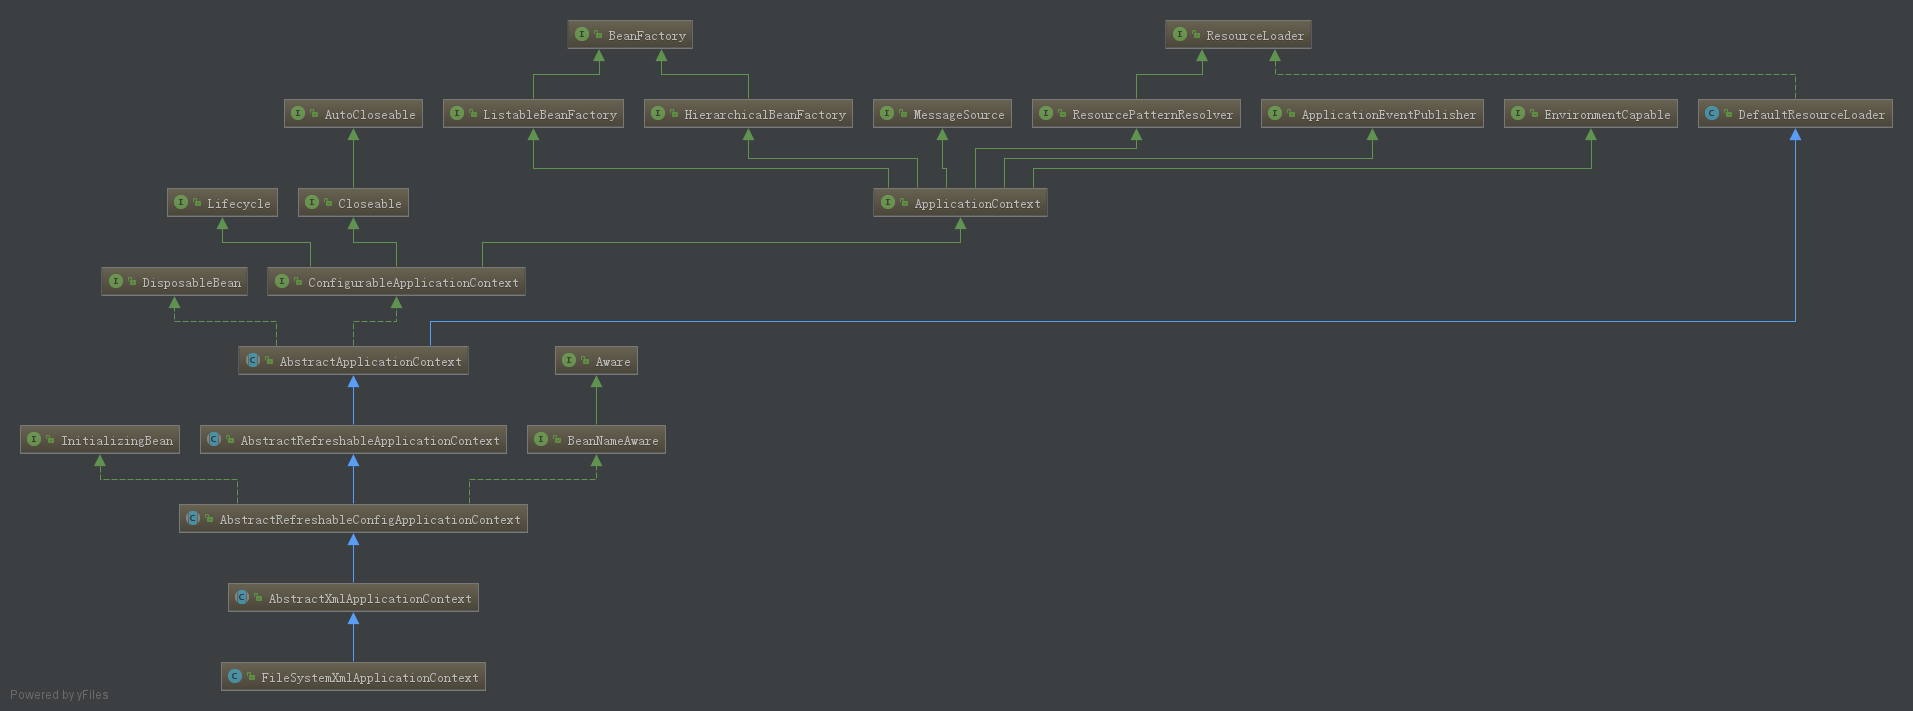 BeanFactory
ResourceLoader
AutoCloseable
ListableBeanFactory
HierarchicalBeanFactory
MessageSource
ResourcePatternResolver
ApplicationEventPublisher
EnvironmentCapable
DefaultResourceLoader
Lifecycle
Closeable
ApplicationContext
DisposableBean
ConfigurableApplicationContext
AbstractApplicationContext
Aware
InitializingBean
AbstractRefreshableApplicationContext
BeanNameAware
AbstractRefreshableConfigApplicationContext
AbstractXmlApplicationContext
FileSystemXmlApplicationContext
Powered by yFiles